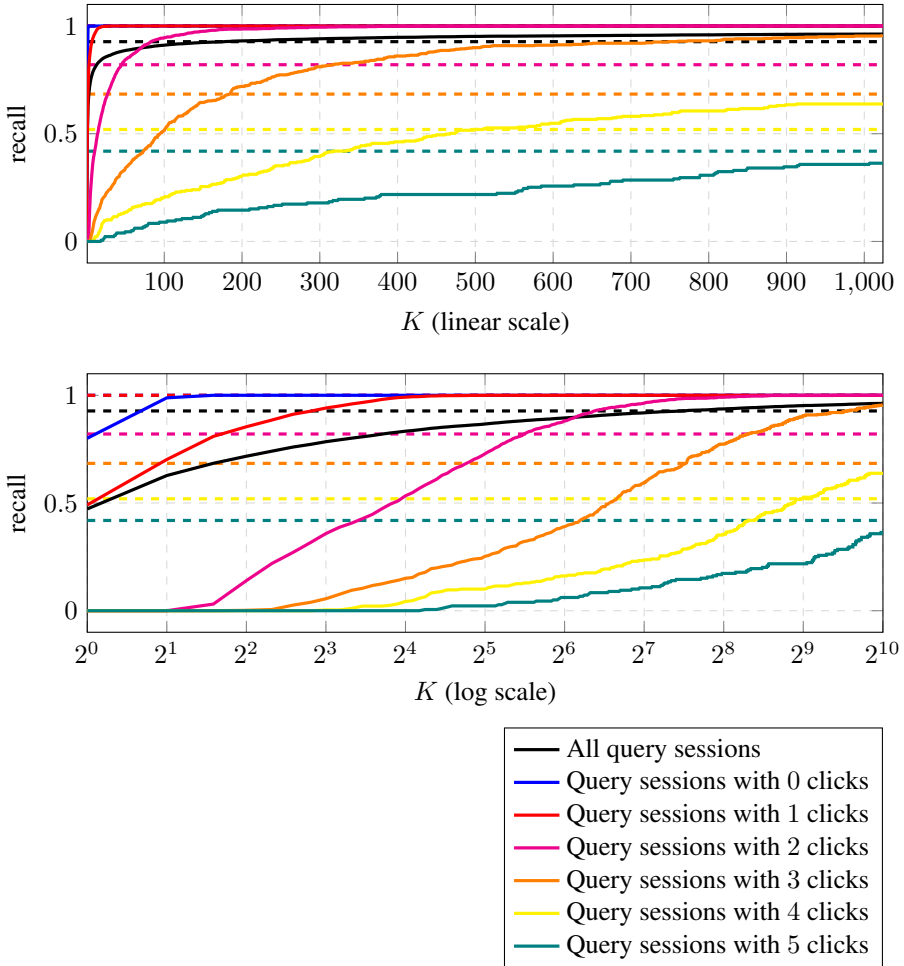 1
0.5
0
recall
100 200 300 400 500 600 700 800 900 1,000
K (linear scale)
1
0.5
0
recall
2^0 2^1 2^2 2^3 2^4 2^5 2^6 2^7 2^8 2^9 2^10
K (log scale)
All query sessions
Query sessions with 0 clicks
Query sessions with 1 clicks
Query sessions with 2 clicks
Query sessions with 3 clicks
Query sessions with 4 clicks
Query sessions with 5 clicks